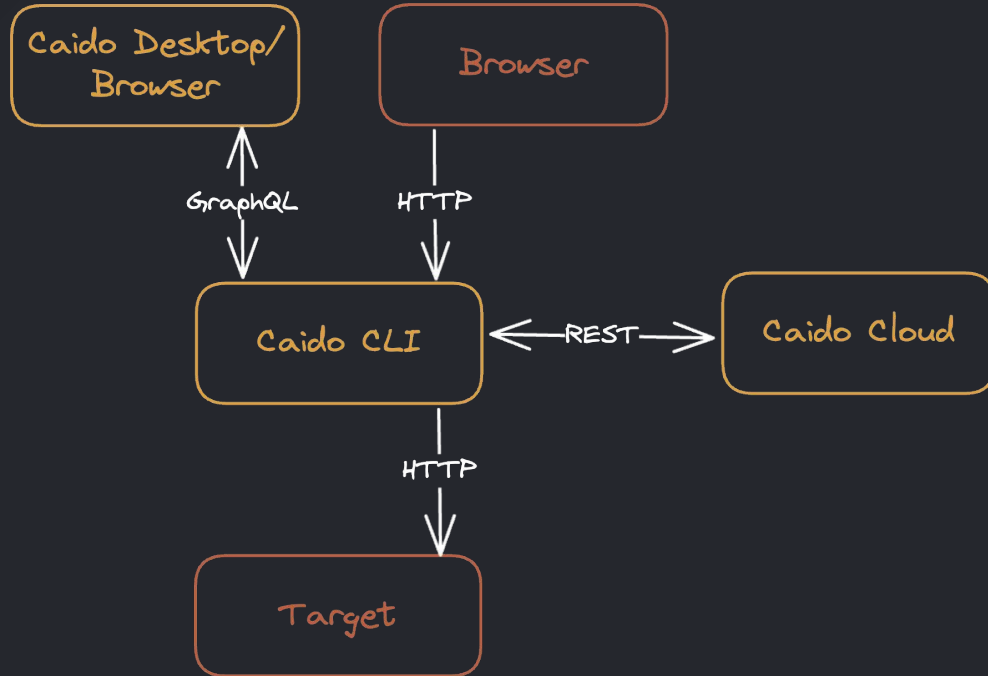 Caido Desktop/
Browser
Browser
GraphQL
HTTP
Caido CLI
REST
Caido Cloud
HTTP
Target